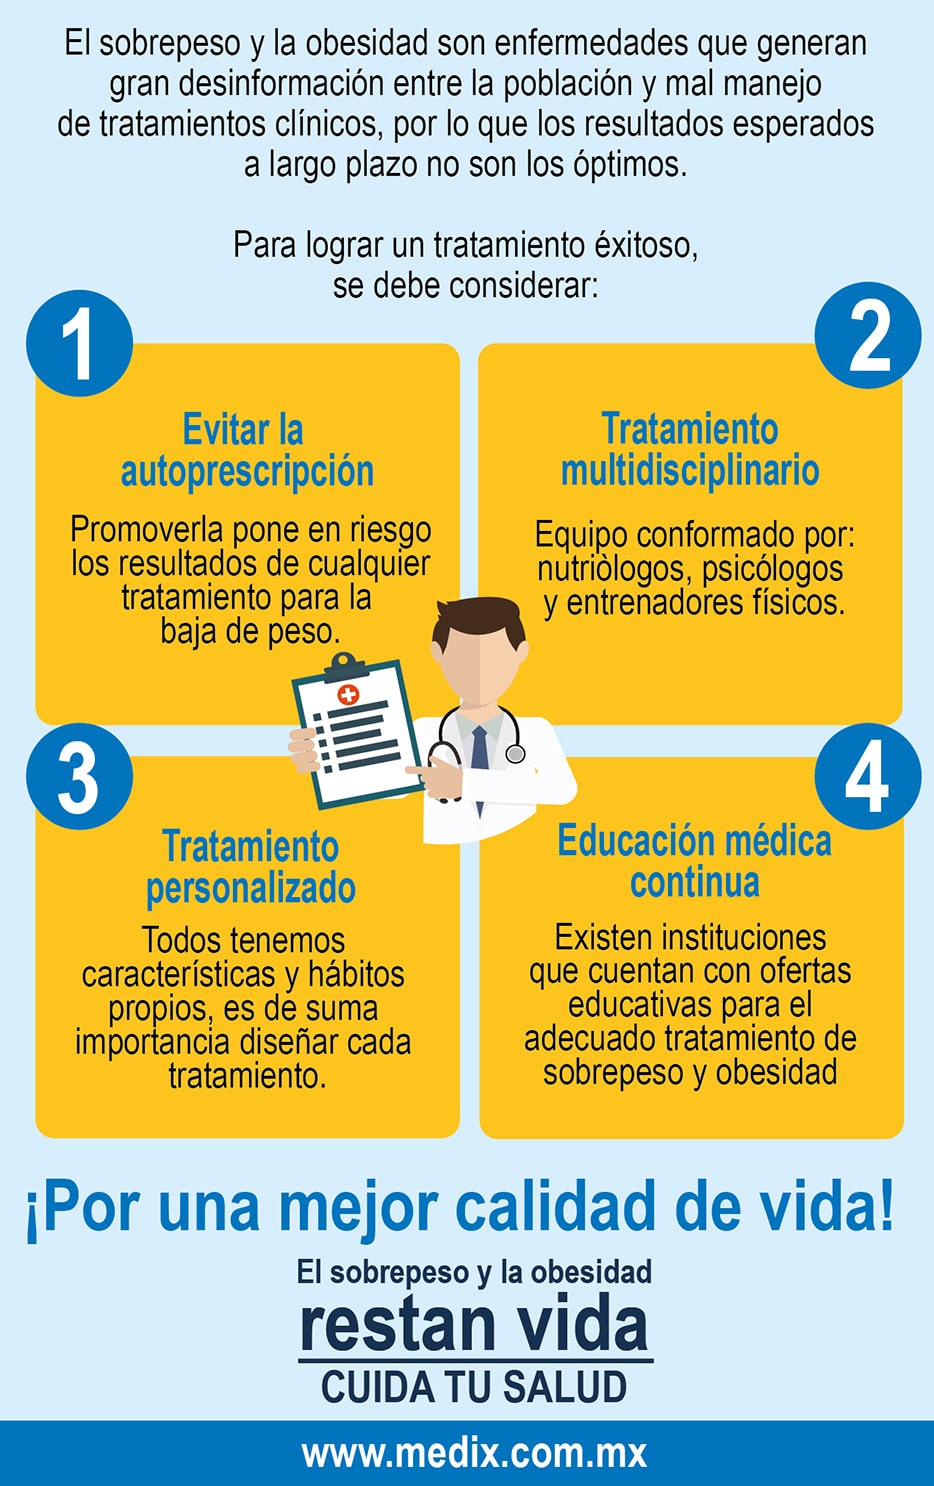 El sobrepeso y la obesidad son enfermedades que generan
gran desinformación entre la población y mal manejo
de tratamientos clínicos, por lo que los resultados esperados
a largo plazo no son los óptimos.
Para lograr un tratamiento éxitoso,
se debe considerar:
1
Evitar la
autoprescripción
Promoverla pone en riesgo
los resultados de cualquier
tratamiento para la
baja de peso.
2
Tratamiento
multidisciplinario
Equipo conformado por:
nutriòlogos, psicólogos
y entrenadores físicos.
3
Tratamiento
personalizado
Todos tenemos
características y hábitos
propios, es de suma
importancia diseñar cada
tratamiento.
4
Educación médica
continua
Existen instituciones
que cuentan con ofertas
educativas para el
adecuado tratamiento de
sobrepeso y obesidad
¡Por una mejor calidad de vida!
El sobrepeso y la obesidad
restan vida
CUIDA TU SALUD
www.medix.com.mx